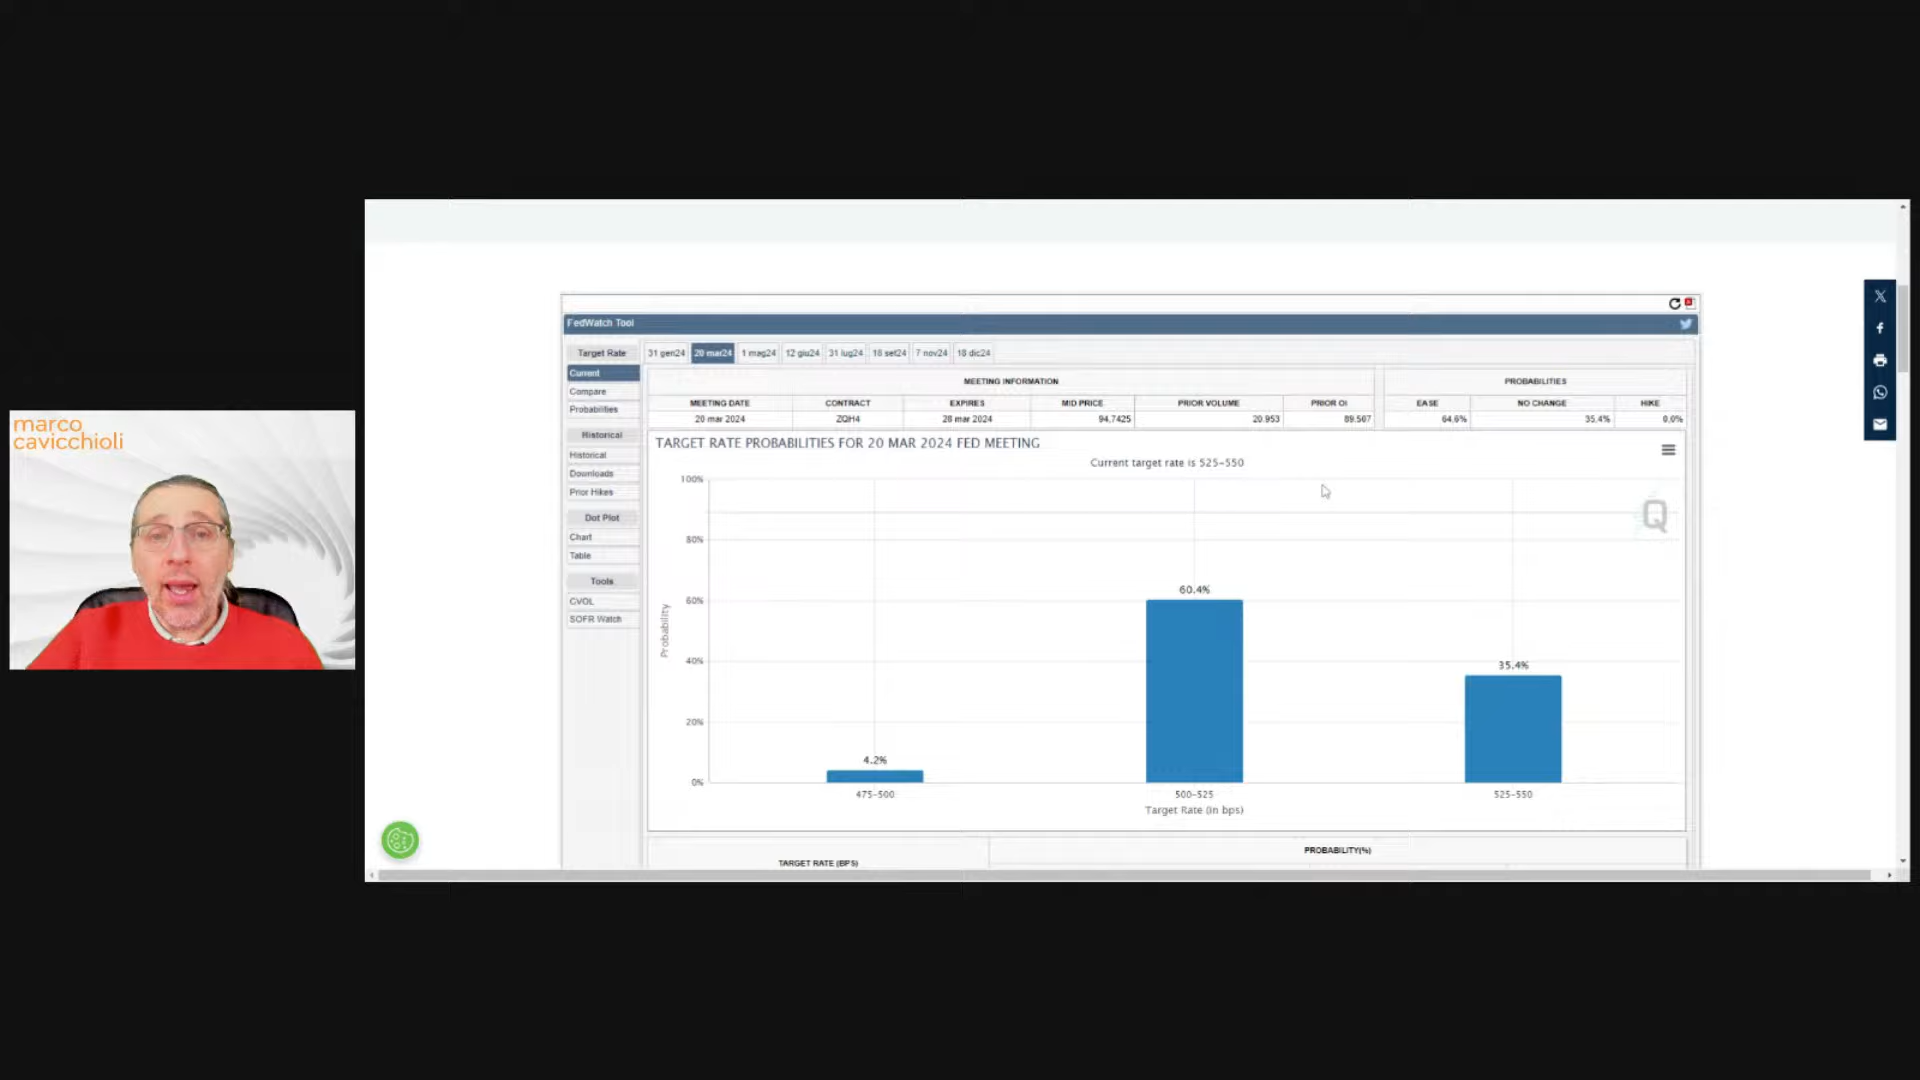 marco
cavicchioli
FedWatch Tool
Target Rate
31 gen24 20 mar24 1 mag24 12 giu24 31 lug24 18 set24 7 nov24 18 dic24
Current
Compare
Probabilities
Historical
Historical
Downloads
Prior Hikes
Dot Plot
Chart
Table
Tools
CVOL
SOFR Watch
MEETING INFORMATION
MEETING DATE CONTRACT EXPIRES MID PRICE PRIOR VOLUME PRIOR OI
20 mar 2024 ZQH4 28 mar 2024 94,7425 20.953 89.507
PROBABILITIES
EASE NO CHANGE HIKE
64,6% 35,4% 0,0%
TARGET RATE PROBABILITIES FOR 20 MAR 2024 FED MEETING
Current target rate is 525–550
Q
Probability
100%
80%
60%
40%
20%
0%
4.2%
60.4%
35.4%
475–500 500–525 525–550
Target Rate (in bps)
TARGET RATE (BPS)
PROBABILITY(%)